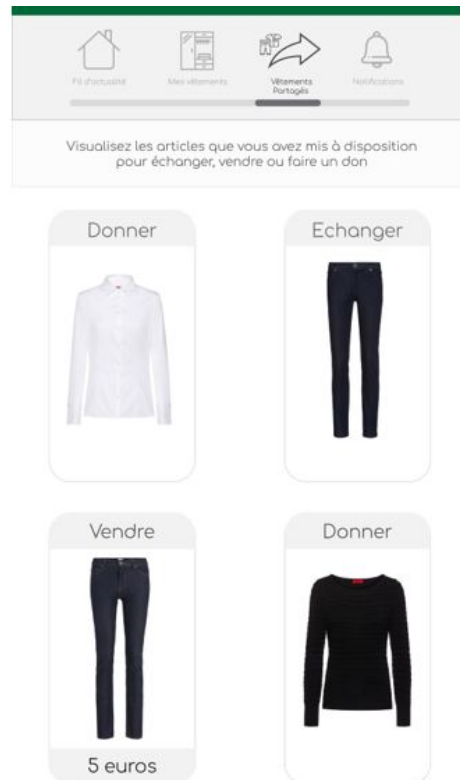 Fil d'actualité
Mes vêtements
Vêtements
Partagés
Notifications
Visualisez les articles que vous avez mis à disposition
pour échanger, vendre ou faire un don
Donner
Echanger
Vendre
Donner
5 euros